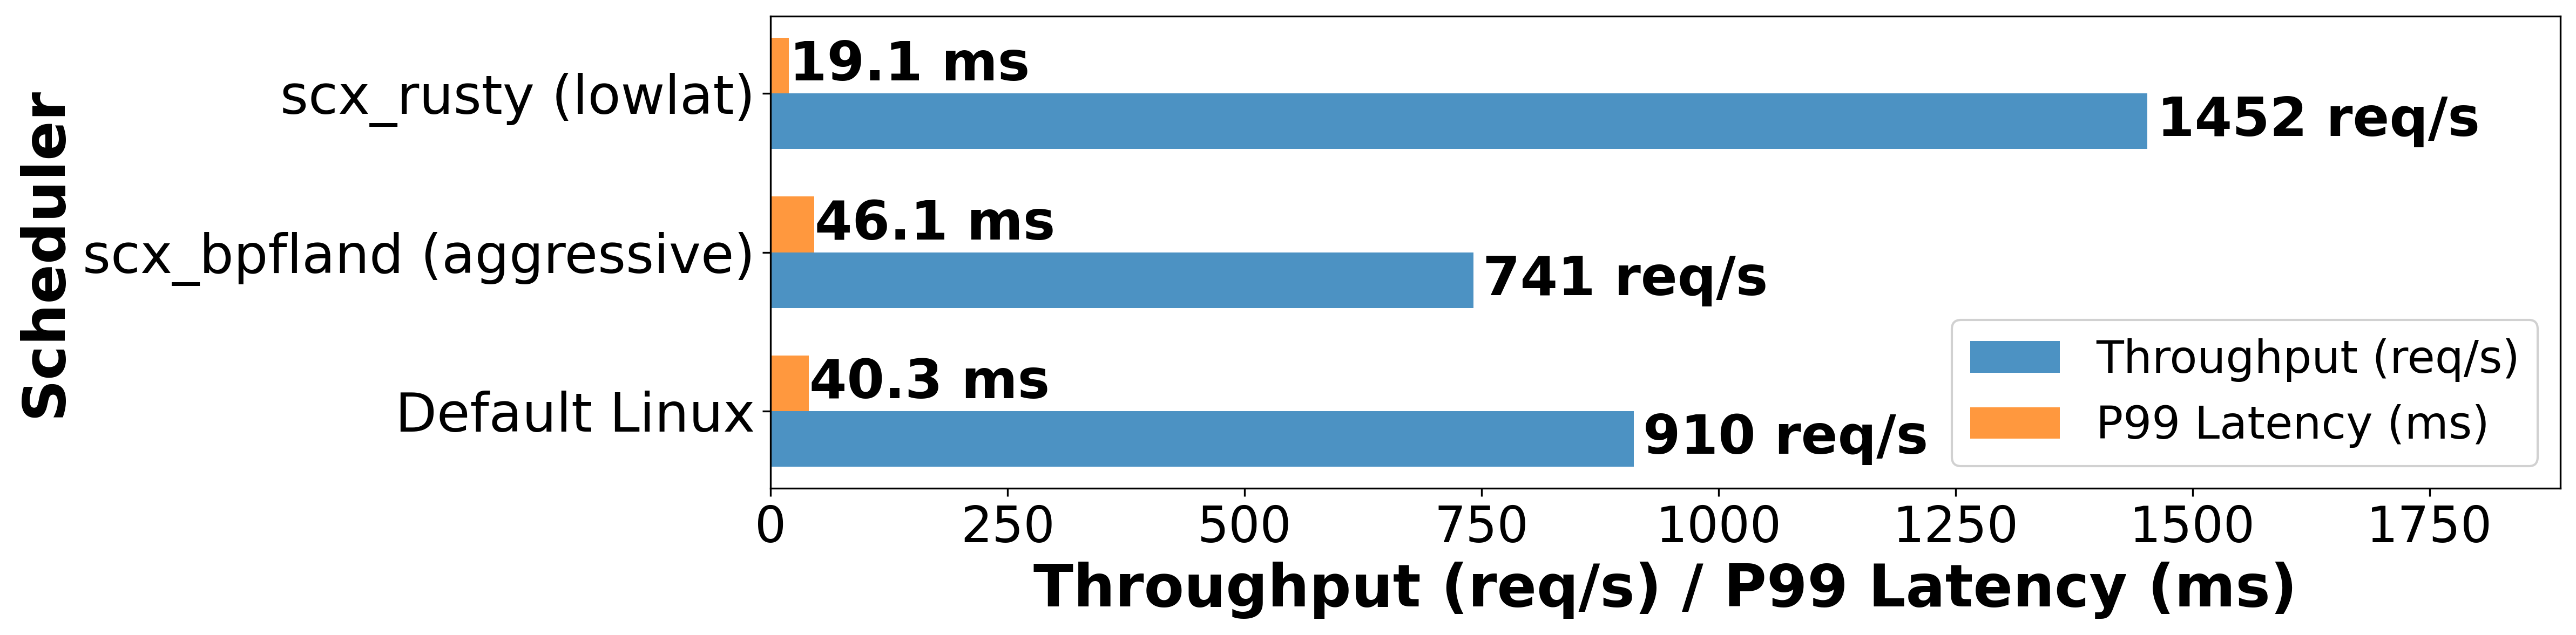 Scheduler
scx_rusty (lowlat)
19.1 ms
1452 req/s
scx_bpfland (aggressive)
46.1 ms
741 req/s
Default Linux
40.3 ms
910 req/s
Throughput (req/s)
P99 Latency (ms)
0 250 500 750 1000 1250 1500 1750
Throughput (req/s) / P99 Latency (ms)